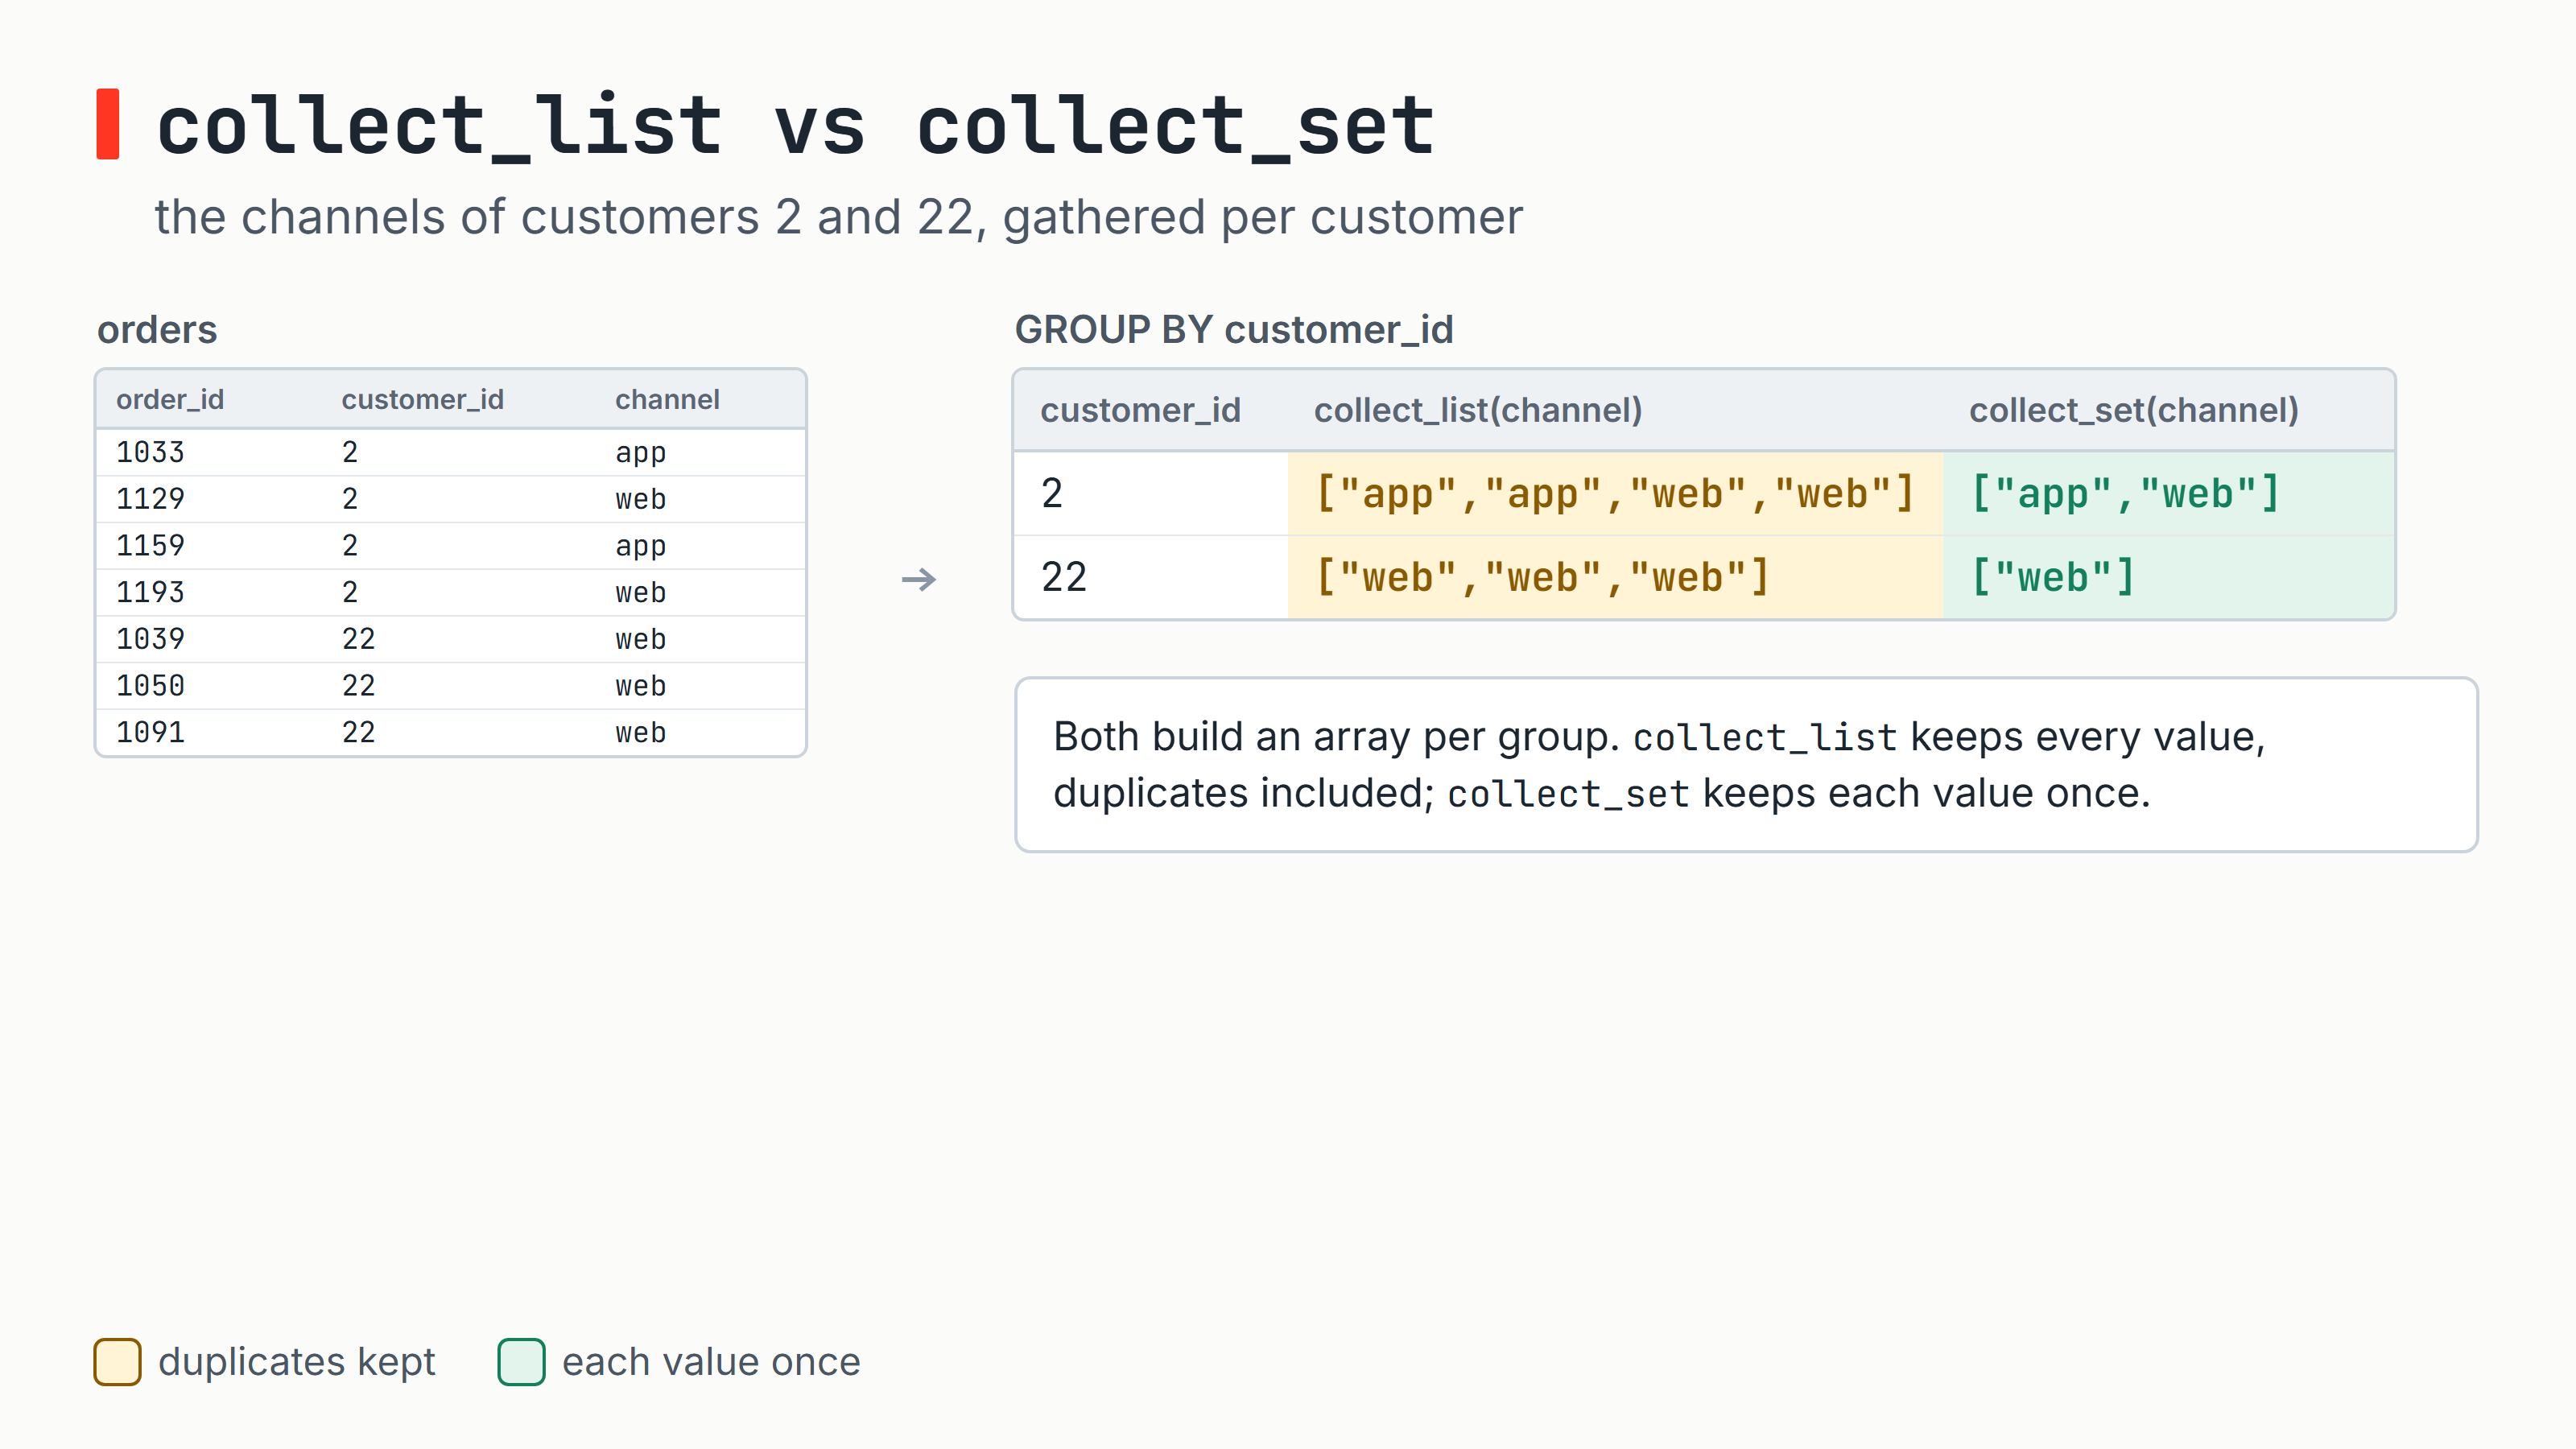 collect_list vs collect_set
the channels of customers 2 and 22, gathered per customer
orders
order_id customer_id channel
1033 2 app
1129 2 web
1159 2 app
1193 2 web
1039 22 web
1050 22 web
1091 22 web
→
GROUP BY customer_id
customer_id collect_list(channel) collect_set(channel)
2 ["app","app","web","web"] ["app","web"]
22 ["web","web","web"] ["web"]
Both build an array per group. collect_list keeps every value,
duplicates included; collect_set keeps each value once.
duplicates kept
each value once